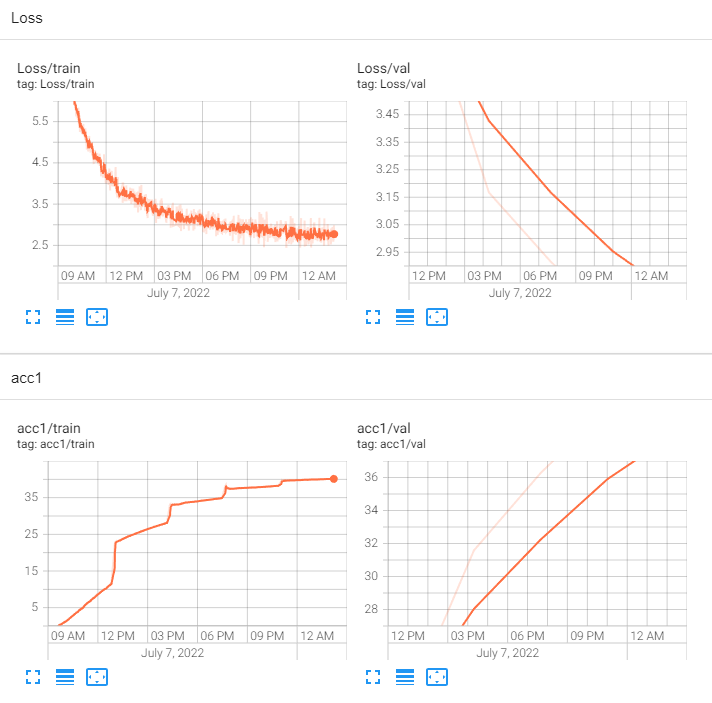 Loss
Loss/train
tag: Loss/train
5.5
4.5
3.5
2.5
09 AM 12 PM 03 PM 06 PM 09 PM 12 AM
July 7, 2022
Loss/val
tag: Loss/val
3.45
3.35
3.25
3.15
3.05
2.95
12 PM 03 PM 06 PM 09 PM 12 AM
July 7, 2022
acc1
acc1/train
tag: acc1/train
35
25
15
5
09 AM 12 PM 03 PM 06 PM 09 PM 12 AM
July 7, 2022
acc1/val
tag: acc1/val
36
34
32
30
28
12 PM 03 PM 06 PM 09 PM 12 AM
July 7, 2022